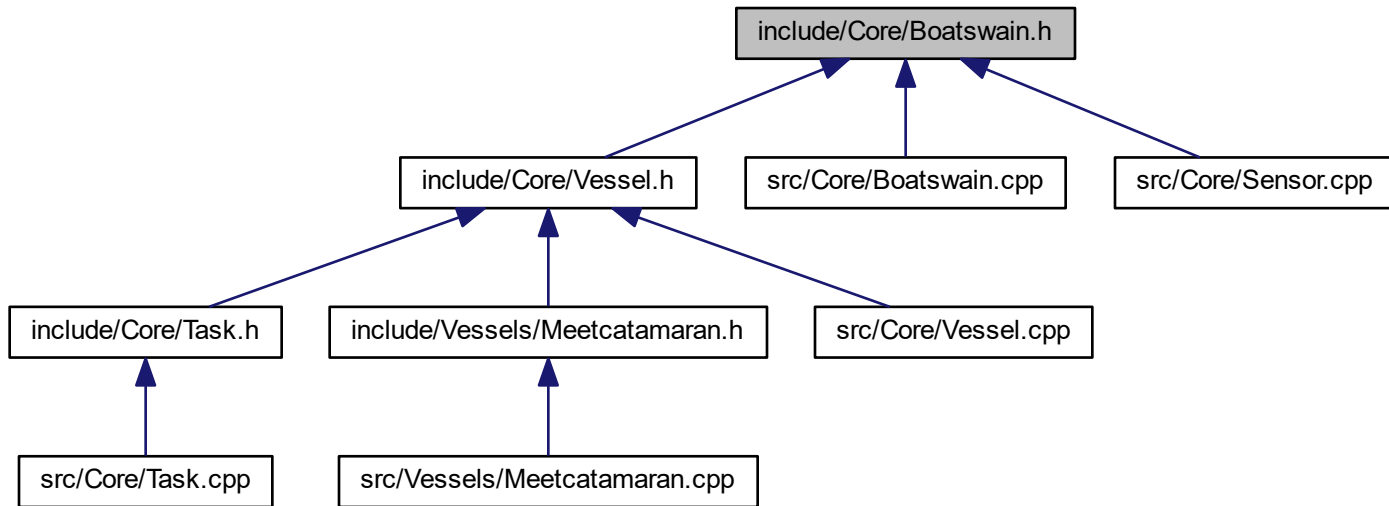 include/Core/Boatswain.h
include/Core/Vessel.h
src/Core/Boatswain.cpp
src/Core/Sensor.cpp
include/Core/Task.h
include/Vessels/Meetcatamaran.h
src/Core/Vessel.cpp
src/Core/Task.cpp
src/Vessels/Meetcatamaran.cpp